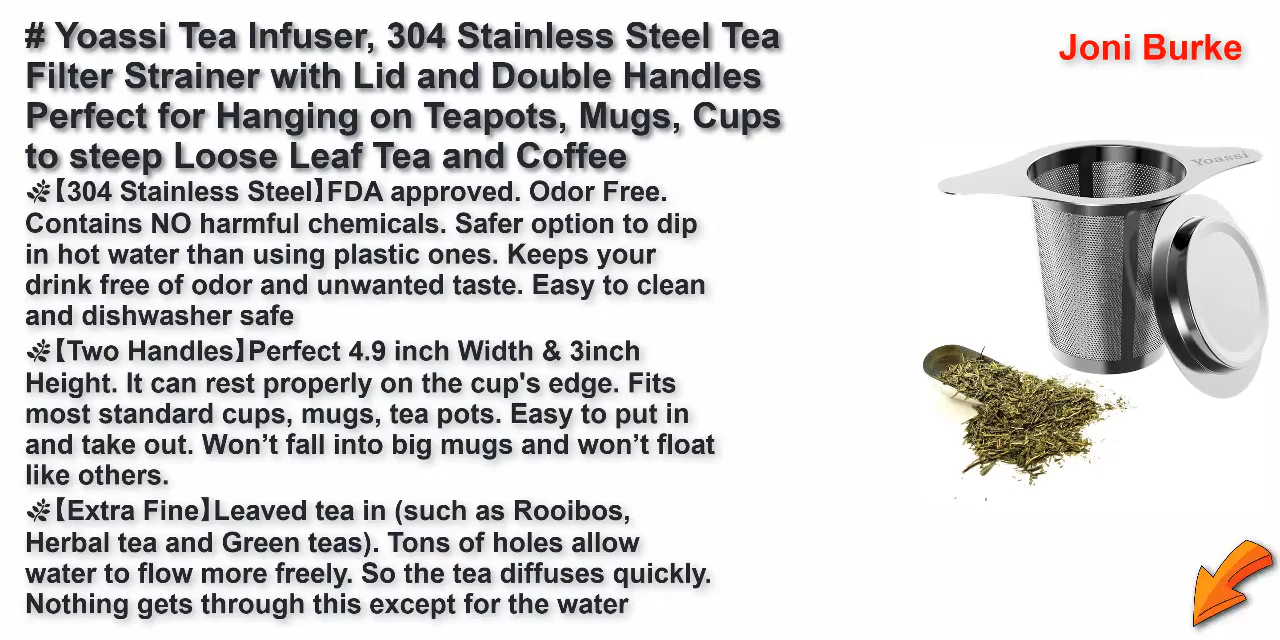 # Yoassi Tea Infuser, 304 Stainless Steel Tea
Filter Strainer with Lid and Double Handles
Perfect for Hanging on Teapots, Mugs, Cups
to steep Loose Leaf Tea and Coffee
🌿【304 Stainless Steel】FDA approved. Odor Free.
Contains NO harmful chemicals. Safer option to dip
in hot water than using plastic ones. Keeps your
drink free of odor and unwanted taste. Easy to clean
and dishwasher safe
🌿【Two Handles】Perfect 4.9 inch Width & 3inch
Height. It can rest properly on the cup's edge. Fits
most standard cups, mugs, tea pots. Easy to put in
and take out. Won’t fall into big mugs and won’t float
like others.
🌿【Extra Fine】Leaved tea in (such as Rooibos,
Herbal tea and Green teas). Tons of holes allow
water to flow more freely. So the tea diffuses quickly.
Nothing gets through this except for the water
Joni Burke
Yoassi